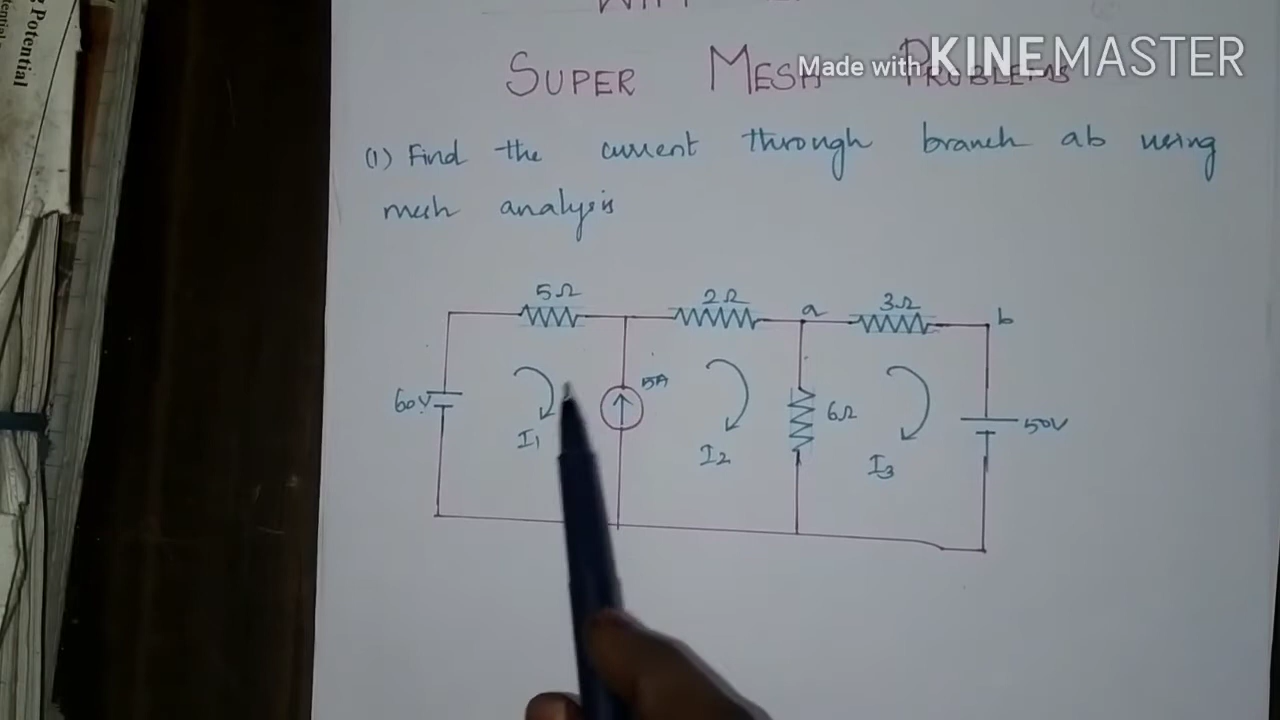 Potential
SUPER MESH PROBLEMS
Made with KINEMASTER
(1) Find the current through branch ab using
mesh analysis
5Ω 2Ω a 3Ω b
60V 5A 6Ω 50V
I1 I2 I3